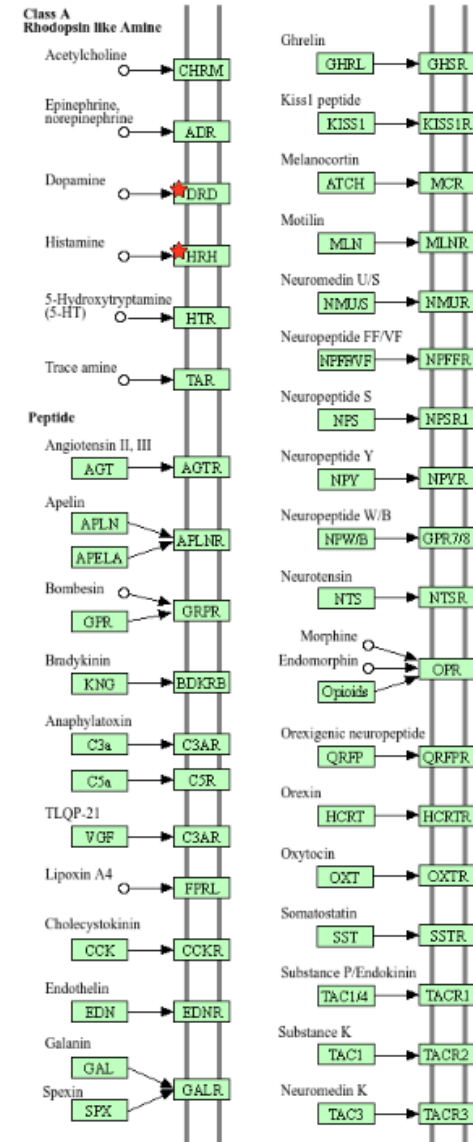 Class A
Rhodopsin like Amine
Acetylcholine
CHRM
Epinephrine,
norepinephrine
ADR
Dopamine
DRD
Histamine
HRH
5-Hydroxytryptamine
(5-HT)
HTR
Trace amine
TAR
Peptide
Angiotensin II, III
AGT AGTR
Apelin
APLN
APLNR
APELA
Bombesin
GRPR
GPR
Bradykinin
KNG BDKRB
Anaphylatoxin
C3a C3AR
C5a C5R
TLQP-21
VGF C3AR
Lipoxin A4
FPRL
Cholecystokinin
CCK CCKR
Endothelin
EDN EDNR
Galanin
GAL
Spexin
GALR
SPX
Ghrelin
GHRL GHSR
Kiss1 peptide
KISS1 KISS1R
Melanocortin
ATCH MCR
Motilin
MLN MLNR
Neuromedin U/S
NMU/S NMUR
Neuropeptide FF/VF
NPFF/VF NPFFR
Neuropeptide S
NPS NPSR1
Neuropeptide Y
NPY NPYR
Neuropeptide W/B
NPW/B GPR7/8
Neurotensin
NTS NTSR
Morphine
Endomorphin
OPR
Opioids
Orexigenic neuropeptide
QRFP QRFPR
Orexin
HCRT HCRTR
Oxytocin
OXT OXTR
Somatostatin
SST SSTR
Substance P/Endokinin
TAC1/4 TACR1
Substance K
TAC1 TACR2
Neuromedin K
TAC3 TACR3